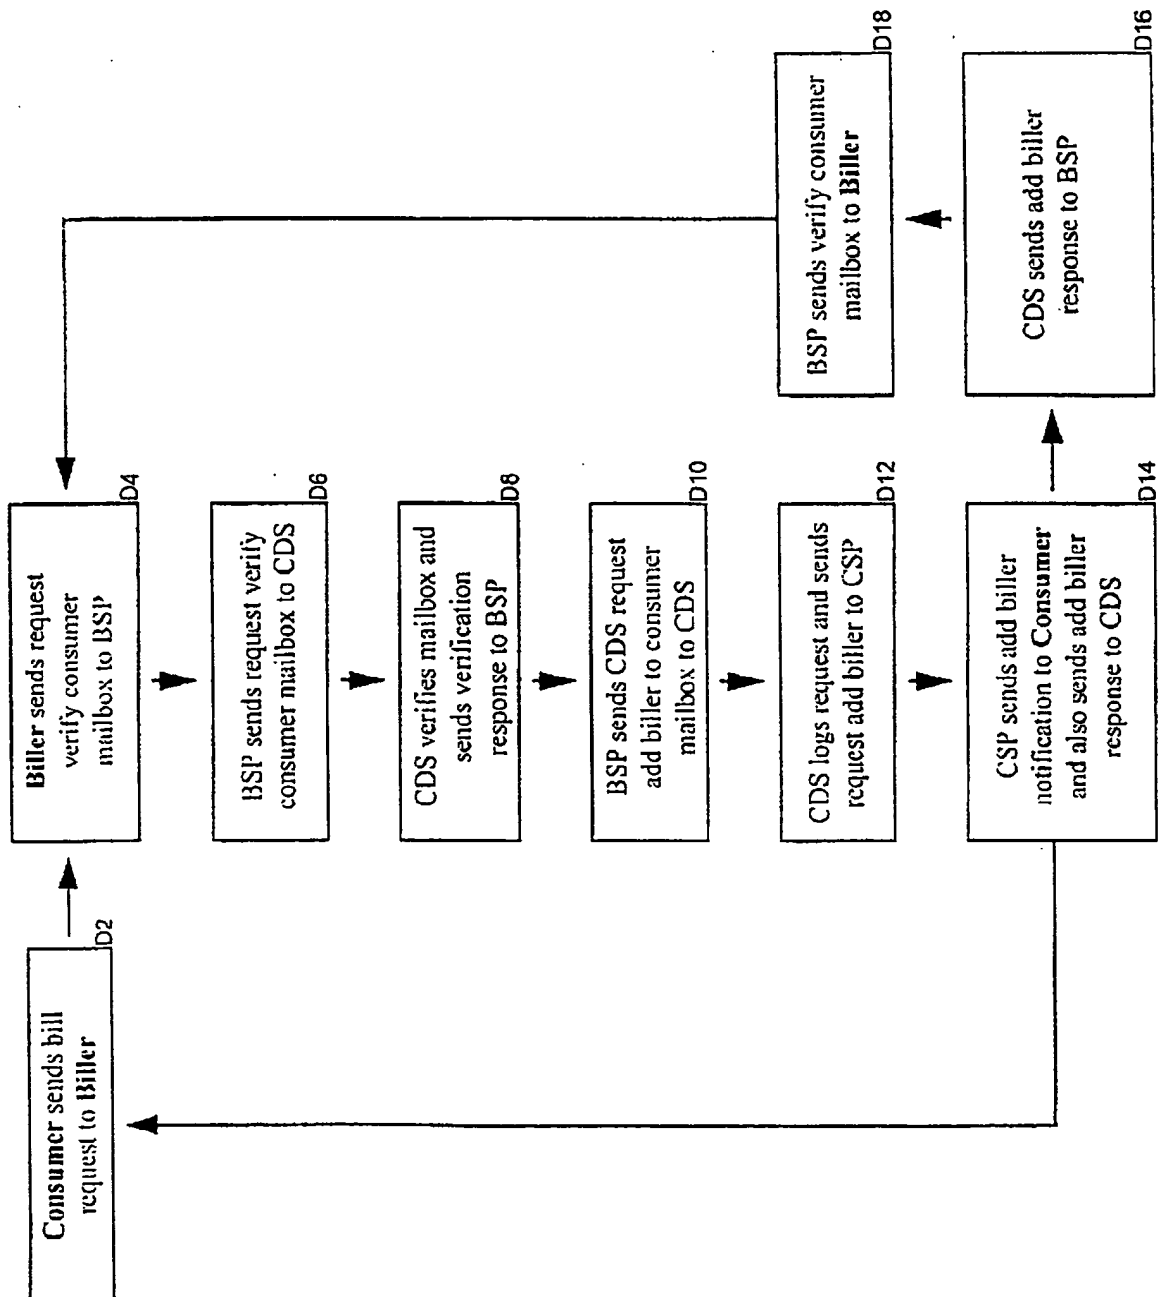 Consumer sends bill
request to Biller
D2
Biller sends request
verify consumer
mailbox to BSP
D4
BSP sends request verify
consumer mailbox to CDS
D6
CDS verifies mailbox and
sends verification
response to BSP
D8
BSP sends CDS request
add biller to consumer
mailbox to CDS
D10
CDS logs request and sends
request add biller to CSP
D12
CSP sends add biller
notification to Consumer
and also sends add biller
response to CDS
D14
CDS sends add biller
response to BSP
D16
BSP sends verify consumer
mailbox to Biller
D18